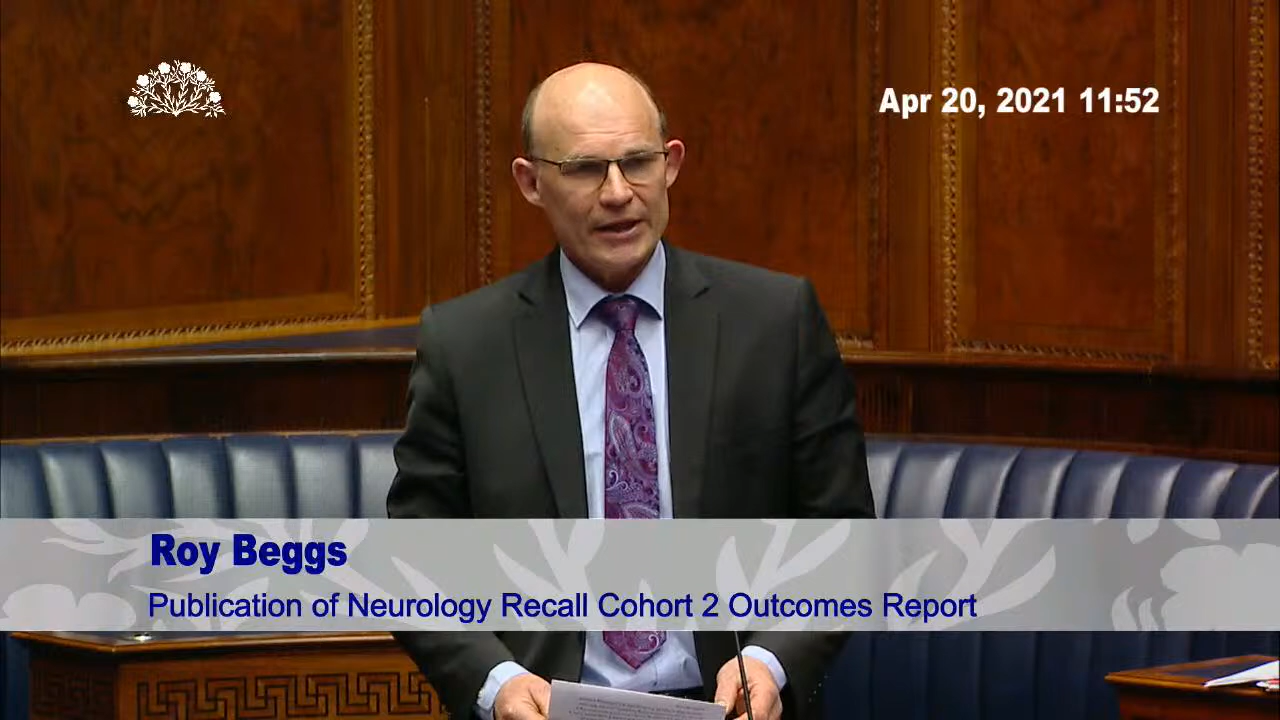 Apr 20, 2021 11:52
Roy Beggs
Publication of Neurology Recall Cohort 2 Outcomes Report